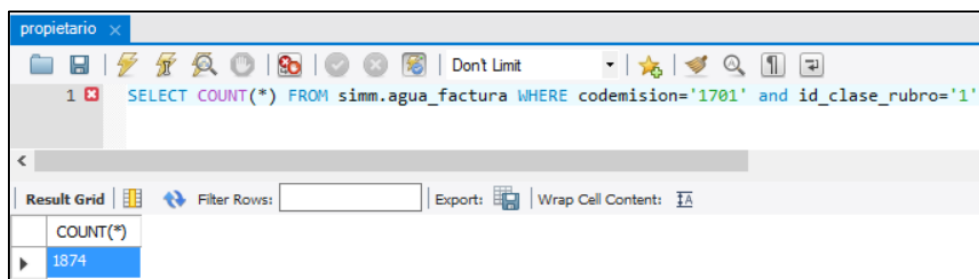 propietario
Don't Limit
1 SELECT COUNT(*) FROM simm.agua_factura WHERE codemision='1701' and id_clase_rubro='1'
Result Grid Filter Rows: Export: Wrap Cell Content:
COUNT(*)
1874